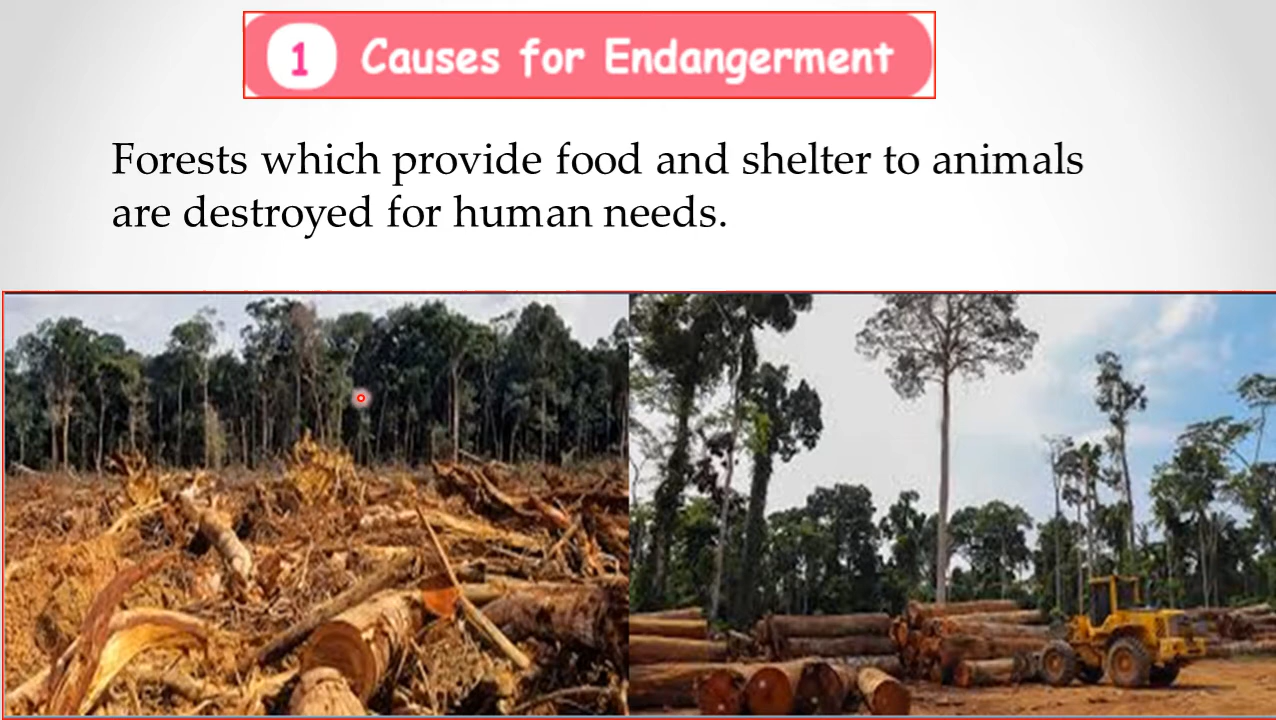 1 Causes for Endangerment
Forests which provide food and shelter to animals
are destroyed for human needs.